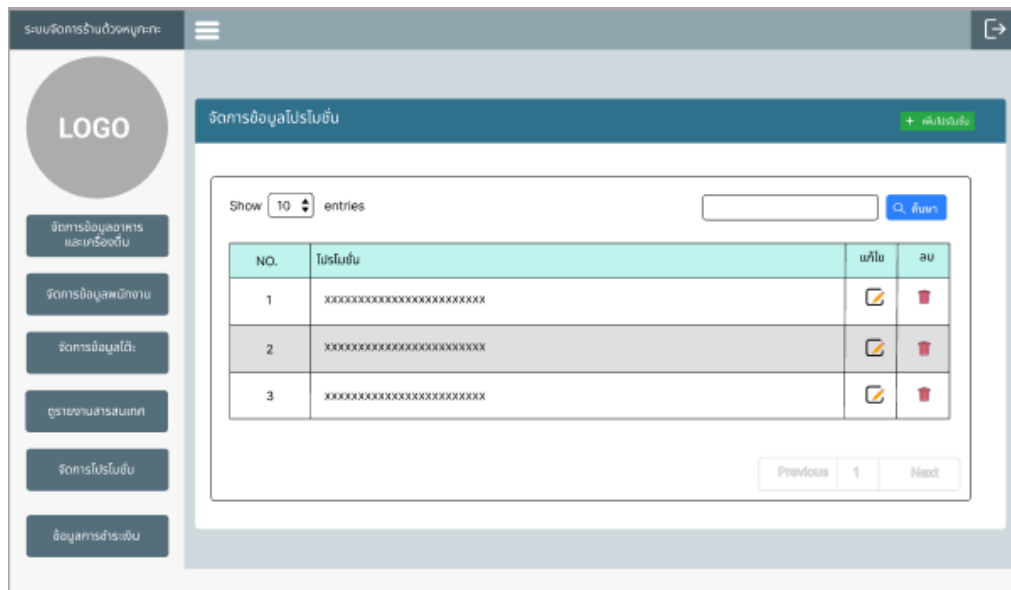 ระบบจัดการร้านด้วงหมูกะทะ
LOGO
จัดการข้อมูลอาหาร
และเครื่องดื่ม
จัดการข้อมูลพนักงาน
จัดการข้อมูลโต๊ะ
ดูรายงานสารสนเทศ
จัดการโปรโมชั่น
ข้อมูลการชำระเงิน
จัดการข้อมูลโปรโมชั่น
+ เพิ่มโปรโมชั่น
Show 10 entries
ค้นหา
NO. โปรโมชั่น แก้ไข ลบ
1 xxxxxxxxxxxxxxxxxxxxxxxx
2 xxxxxxxxxxxxxxxxxxxxxxxx
3 xxxxxxxxxxxxxxxxxxxxxxxx
Previous 1 Next